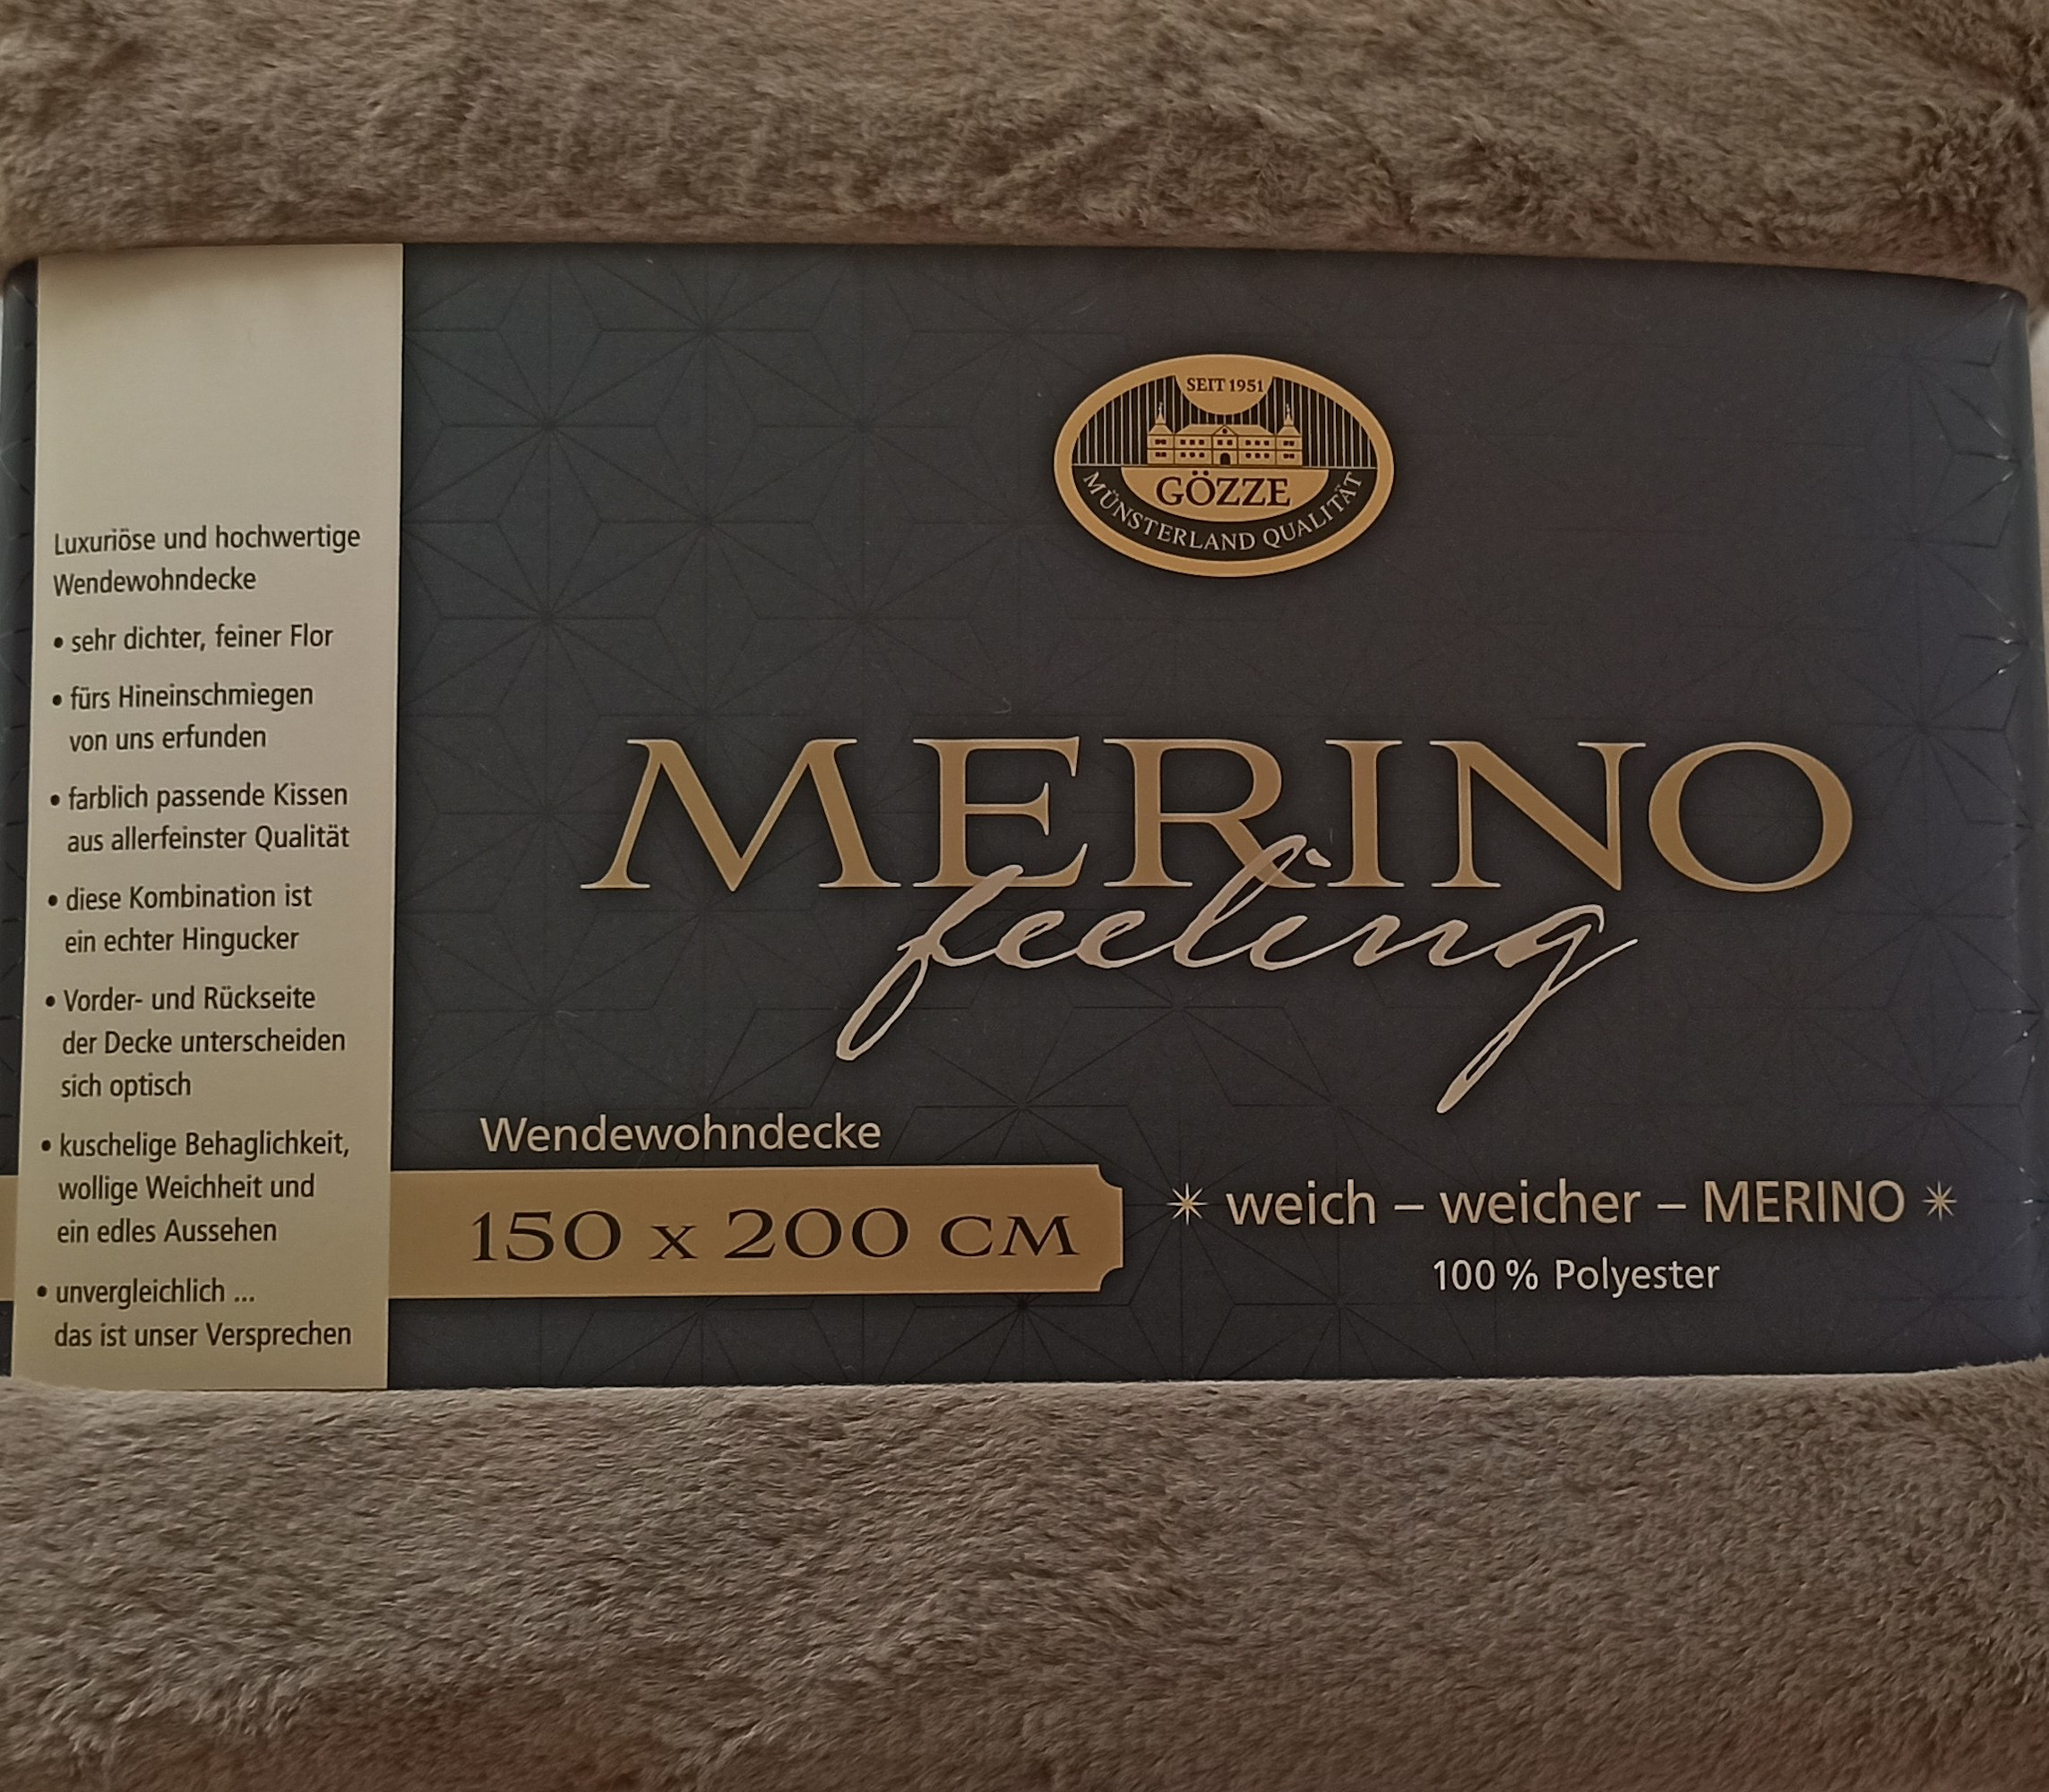 Luxuriöse und hochwertige
Wendewohndecke
• sehr dichter, feiner Flor
• fürs Hineinschmiegen
von uns erfunden
• farblich passende Kissen
aus allerfeinster Qualität
• diese Kombination ist
ein echter Hingucker
• Vorder- und Rückseite
der Decke unterscheiden
sich optisch
• kuschelige Behaglichkeit,
wollige Weichheit und
ein edles Aussehen
• unvergleichlich ...
das ist unser Versprechen
SEIT 1951
GÖZZE
MÜNSTERLAND QUALITÄT
MERINO
feeling
Wendewohndecke
150 x 200 CM
weich – weicher – MERINO
100 % Polyester